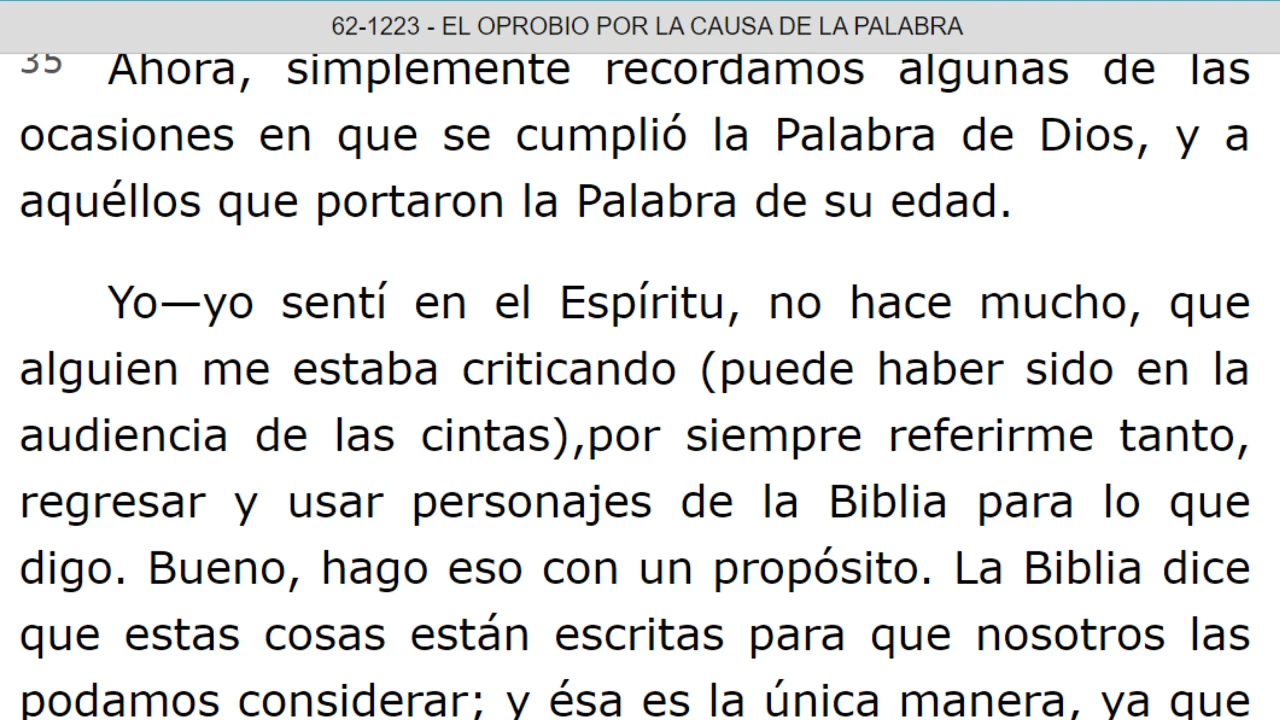 62-1223 - EL OPROBIO POR LA CAUSA DE LA PALABRA
35 Ahora, simplemente recordamos algunas de las
ocasiones en que se cumplió la Palabra de Dios, y a
aquéllos que portaron la Palabra de su edad.
Yo—yo sentí en el Espíritu, no hace mucho, que
alguien me estaba criticando (puede haber sido en la
audiencia de las cintas),por siempre referirme tanto,
regresar y usar personajes de la Biblia para lo que
digo. Bueno, hago eso con un propósito. La Biblia dice
que estas cosas están escritas para que nosotros las
podamos considerar; y ésa es la única manera, ya que